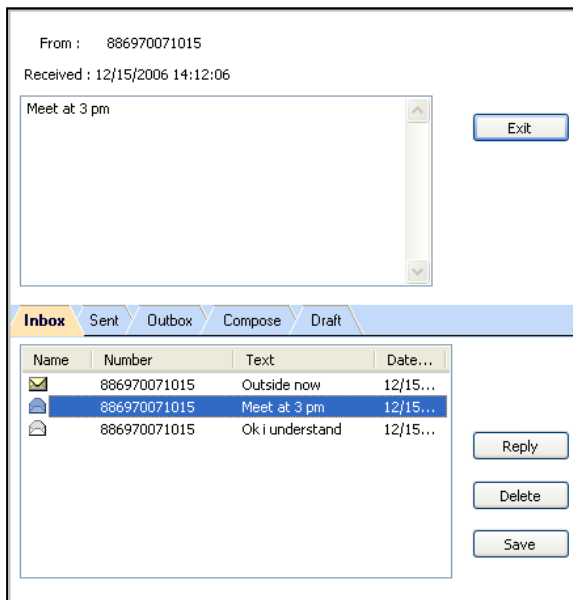 From : 886970071015
Received : 12/15/2006 14:12:06
Meet at 3 pm
Exit
Inbox Sent Outbox Compose Draft
Name Number Text Date...
886970071015 Outside now 12/15...
886970071015 Meet at 3 pm 12/15...
886970071015 Ok i understand 12/15...
Reply
Delete
Save